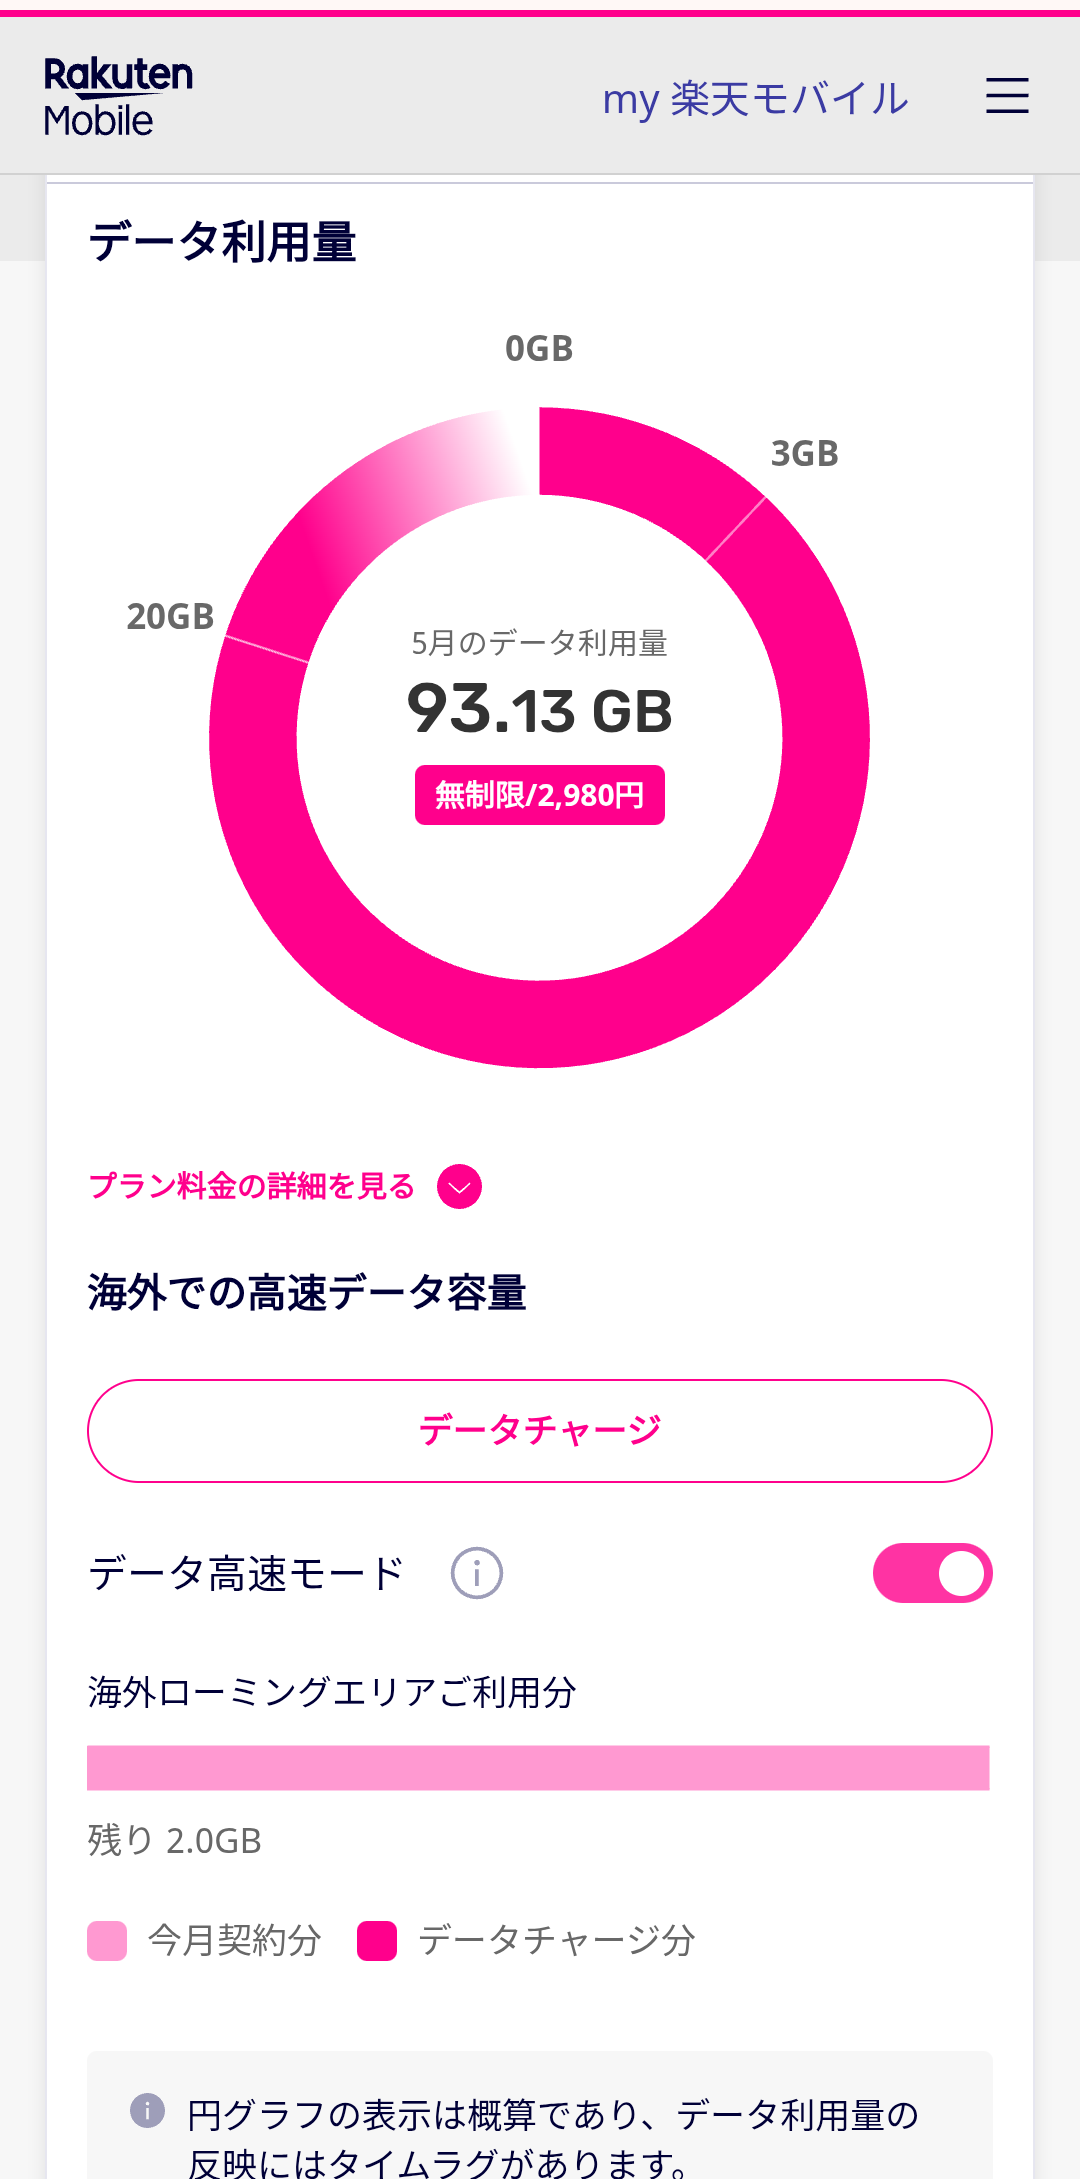 Rakuten
Mobile
my 楽天モバイル
データ利用量
0GB
3GB
20GB
5月のデータ利用量
93.13 GB
無制限/2,980円
プラン料金の詳細を見る
海外での高速データ容量
データチャージ
データ高速モード
海外ローミングエリアご利用分
残り 2.0GB
今月契約分 データチャージ分
円グラフの表示は概算であり、データ利用量の
反映にはタイムラグがあります。